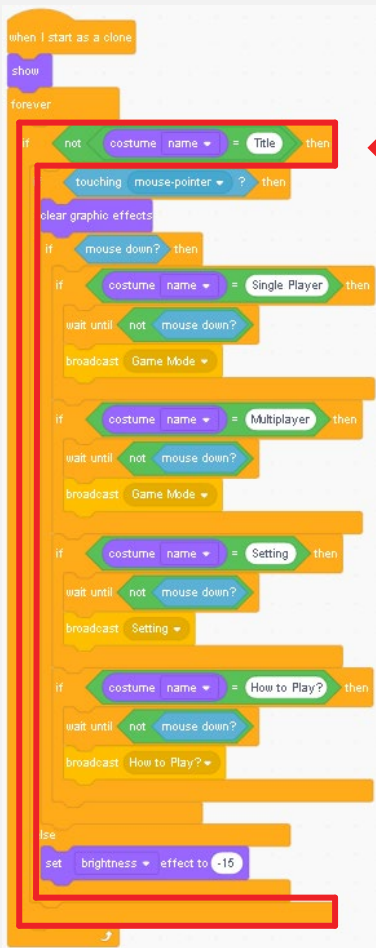 when I start as a clone
show
forever
if not costume name = Title then
touching mouse-pointer ? then
clear graphic effects
if mouse down? then
if costume name = Single Player then
wait until not mouse down?
broadcast Game Mode
if costume name = Multiplayer then
wait until not mouse down?
broadcast Game Mode
if costume name = Setting then
wait until not mouse down?
broadcast Setting
if costume name = How to Play? then
wait until not mouse down?
broadcast How to Play?
lse
set brightness effect to -15